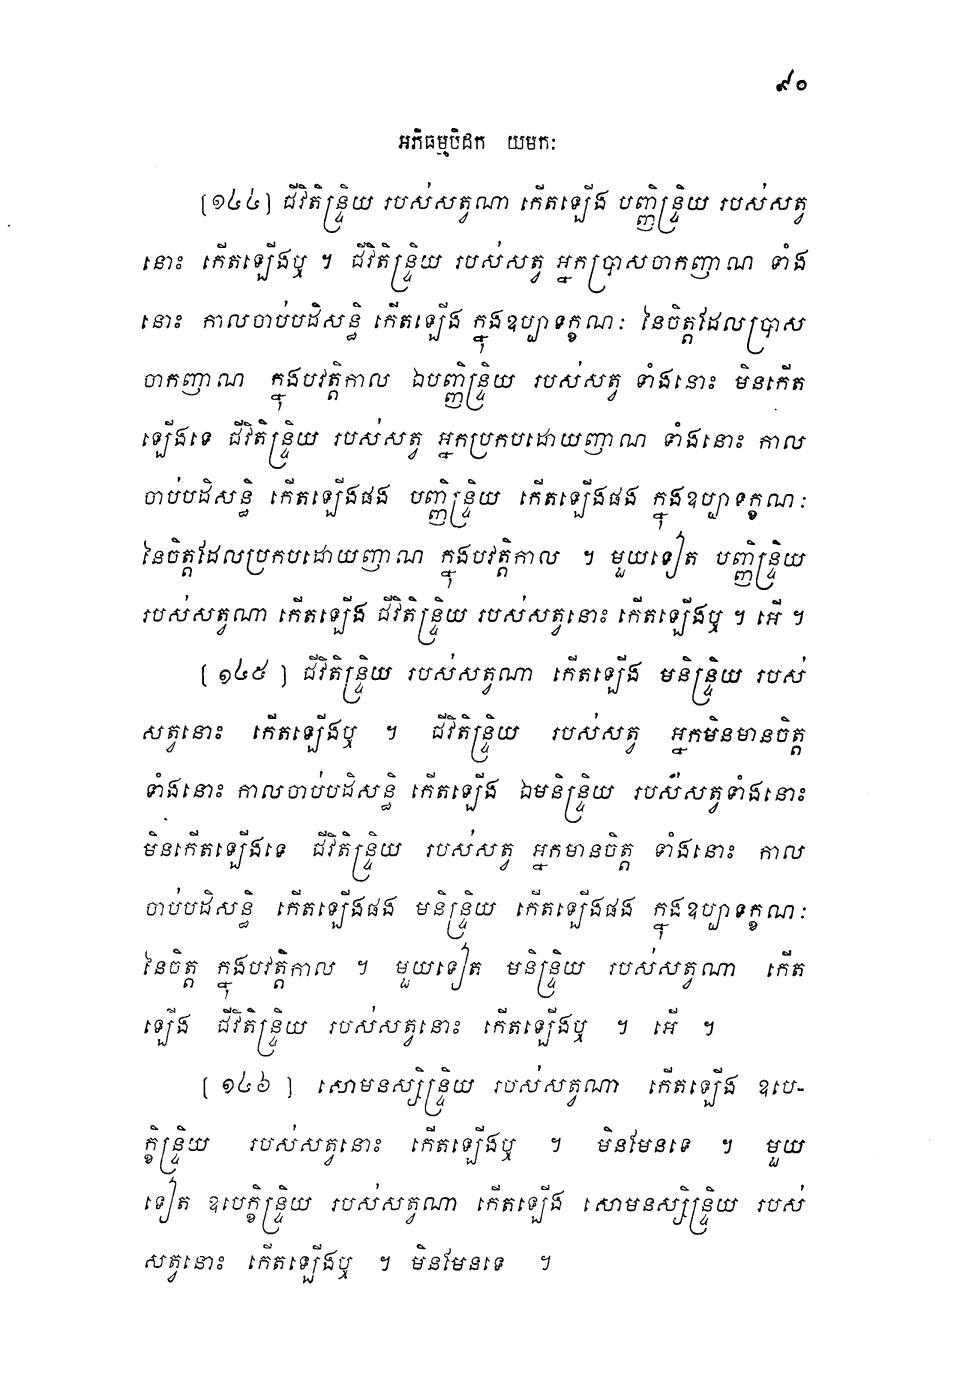 ៩០
អភិធម្មបិដក យមកៈ
(១៤៤) ជីវិតិន្ទ្រិយ របស់សត្វណា កើតឡើង បញ្ញិន្ទ្រិយ របស់សត្វ
នោះ កើតឡើងឬ ។ ជីវិតិន្ទ្រិយ របស់សត្វ អ្នកប្រាសចាកញាណ ទាំង
នោះ កាលចាប់បដិសន្ធិ កើតឡើង ក្នុងឧប្បាទក្ខណៈ នៃចិត្តដែលប្រាស
ចាកញាណ ក្នុងបវត្តិកាល ឯបញ្ញិន្ទ្រិយ របស់សត្វ ទាំងនោះ មិនកើត
ឡើងទេ ជីវិតិន្ទ្រិយ របស់សត្វ អ្នកប្រកបដោយញាណ ទាំងនោះ កាល
ចាប់បដិសន្ធិ កើតឡើងផង បញ្ញិន្ទ្រិយ កើតឡើងផង ក្នុងឧប្បាទក្ខណៈ
នៃចិត្តដែលប្រកបដោយញាណ ក្នុងបវត្តិកាល ។ មួយទៀត បញ្ញិន្ទ្រិយ
របស់សត្វណា កើតឡើង ជីវិតិន្ទ្រិយ របស់សត្វនោះ កើតឡើងឬ ។ អើ ។
(១៤៥) ជីវិតិន្ទ្រិយ របស់សត្វណា កើតឡើង មនិន្ទ្រិយ របស់
សត្វនោះ កើតឡើងឬ ។ ជីវិតិន្ទ្រិយ របស់សត្វ អ្នកមិនមានចិត្ត
ទាំងនោះ កាលចាប់បដិសន្ធិ កើតឡើង ឯមនិន្ទ្រិយ របស់សត្វទាំងនោះ
មិនកើតឡើងទេ ជីវិតិន្ទ្រិយ របស់សត្វ អ្នកមានចិត្ត ទាំងនោះ កាល
ចាប់បដិសន្ធិ កើតឡើងផង មនិន្ទ្រិយ កើតឡើងផង ក្នុងឧប្បាទក្ខណៈ
នៃចិត្ត ក្នុងបវត្តិកាល ។ មួយទៀត មនិន្ទ្រិយ របស់សត្វណា កើត
ឡើង ជីវិតិន្ទ្រិយ របស់សត្វនោះ កើតឡើងឬ ។ អើ ។
(១៤៦) សោមនស្សិន្ទ្រិយ របស់សត្វណា កើតឡើង ឧបេ-
ក្ខិន្ទ្រិយ របស់សត្វនោះ កើតឡើងឬ ។ មិនមែនទេ ។ មួយ
ទៀត ឧបេក្ខិន្ទ្រិយ របស់សត្វណា កើតឡើង សោមនស្សិន្ទ្រិយ របស់
សត្វនោះ កើតឡើងឬ ។ មិនមែនទេ ។